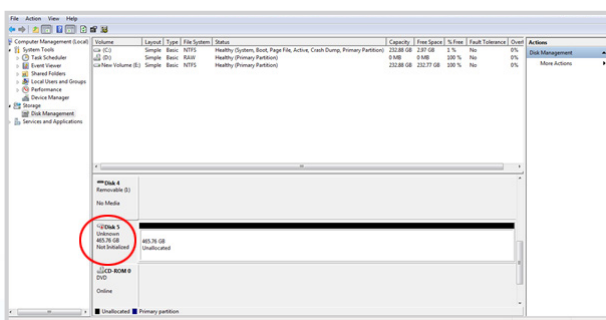 File Action View Help
Computer Management (Local)
System Tools
Task Scheduler
Event Viewer
Shared Folders
Local Users and Groups
Performance
Device Manager
Storage
Disk Management
Services and Applications
Volume Layout Type File System Status Capacity Free Space % Free Fault Tolerance Overl
(C:) Simple Basic NTFS Healthy (System, Boot, Page File, Active, Crash Dump, Primary Partition) 232.88 GB 2.97 GB 1 % No 0%
(D:) Simple Basic RAW Healthy (Primary Partition) 0 MB 0 MB 100 % No 0%
New Volume (E:) Simple Basic NTFS Healthy (Primary Partition) 232.88 GB 232.77 GB 100 % No 0%
Actions
Disk Management
More Actions
Disk 4
Removable (I:)
No Media
Disk 5
Unknown
465.76 GB
Not Initialized
465.76 GB
Unallocated
CD-ROM 0
DVD
Online
Unallocated Primary partition